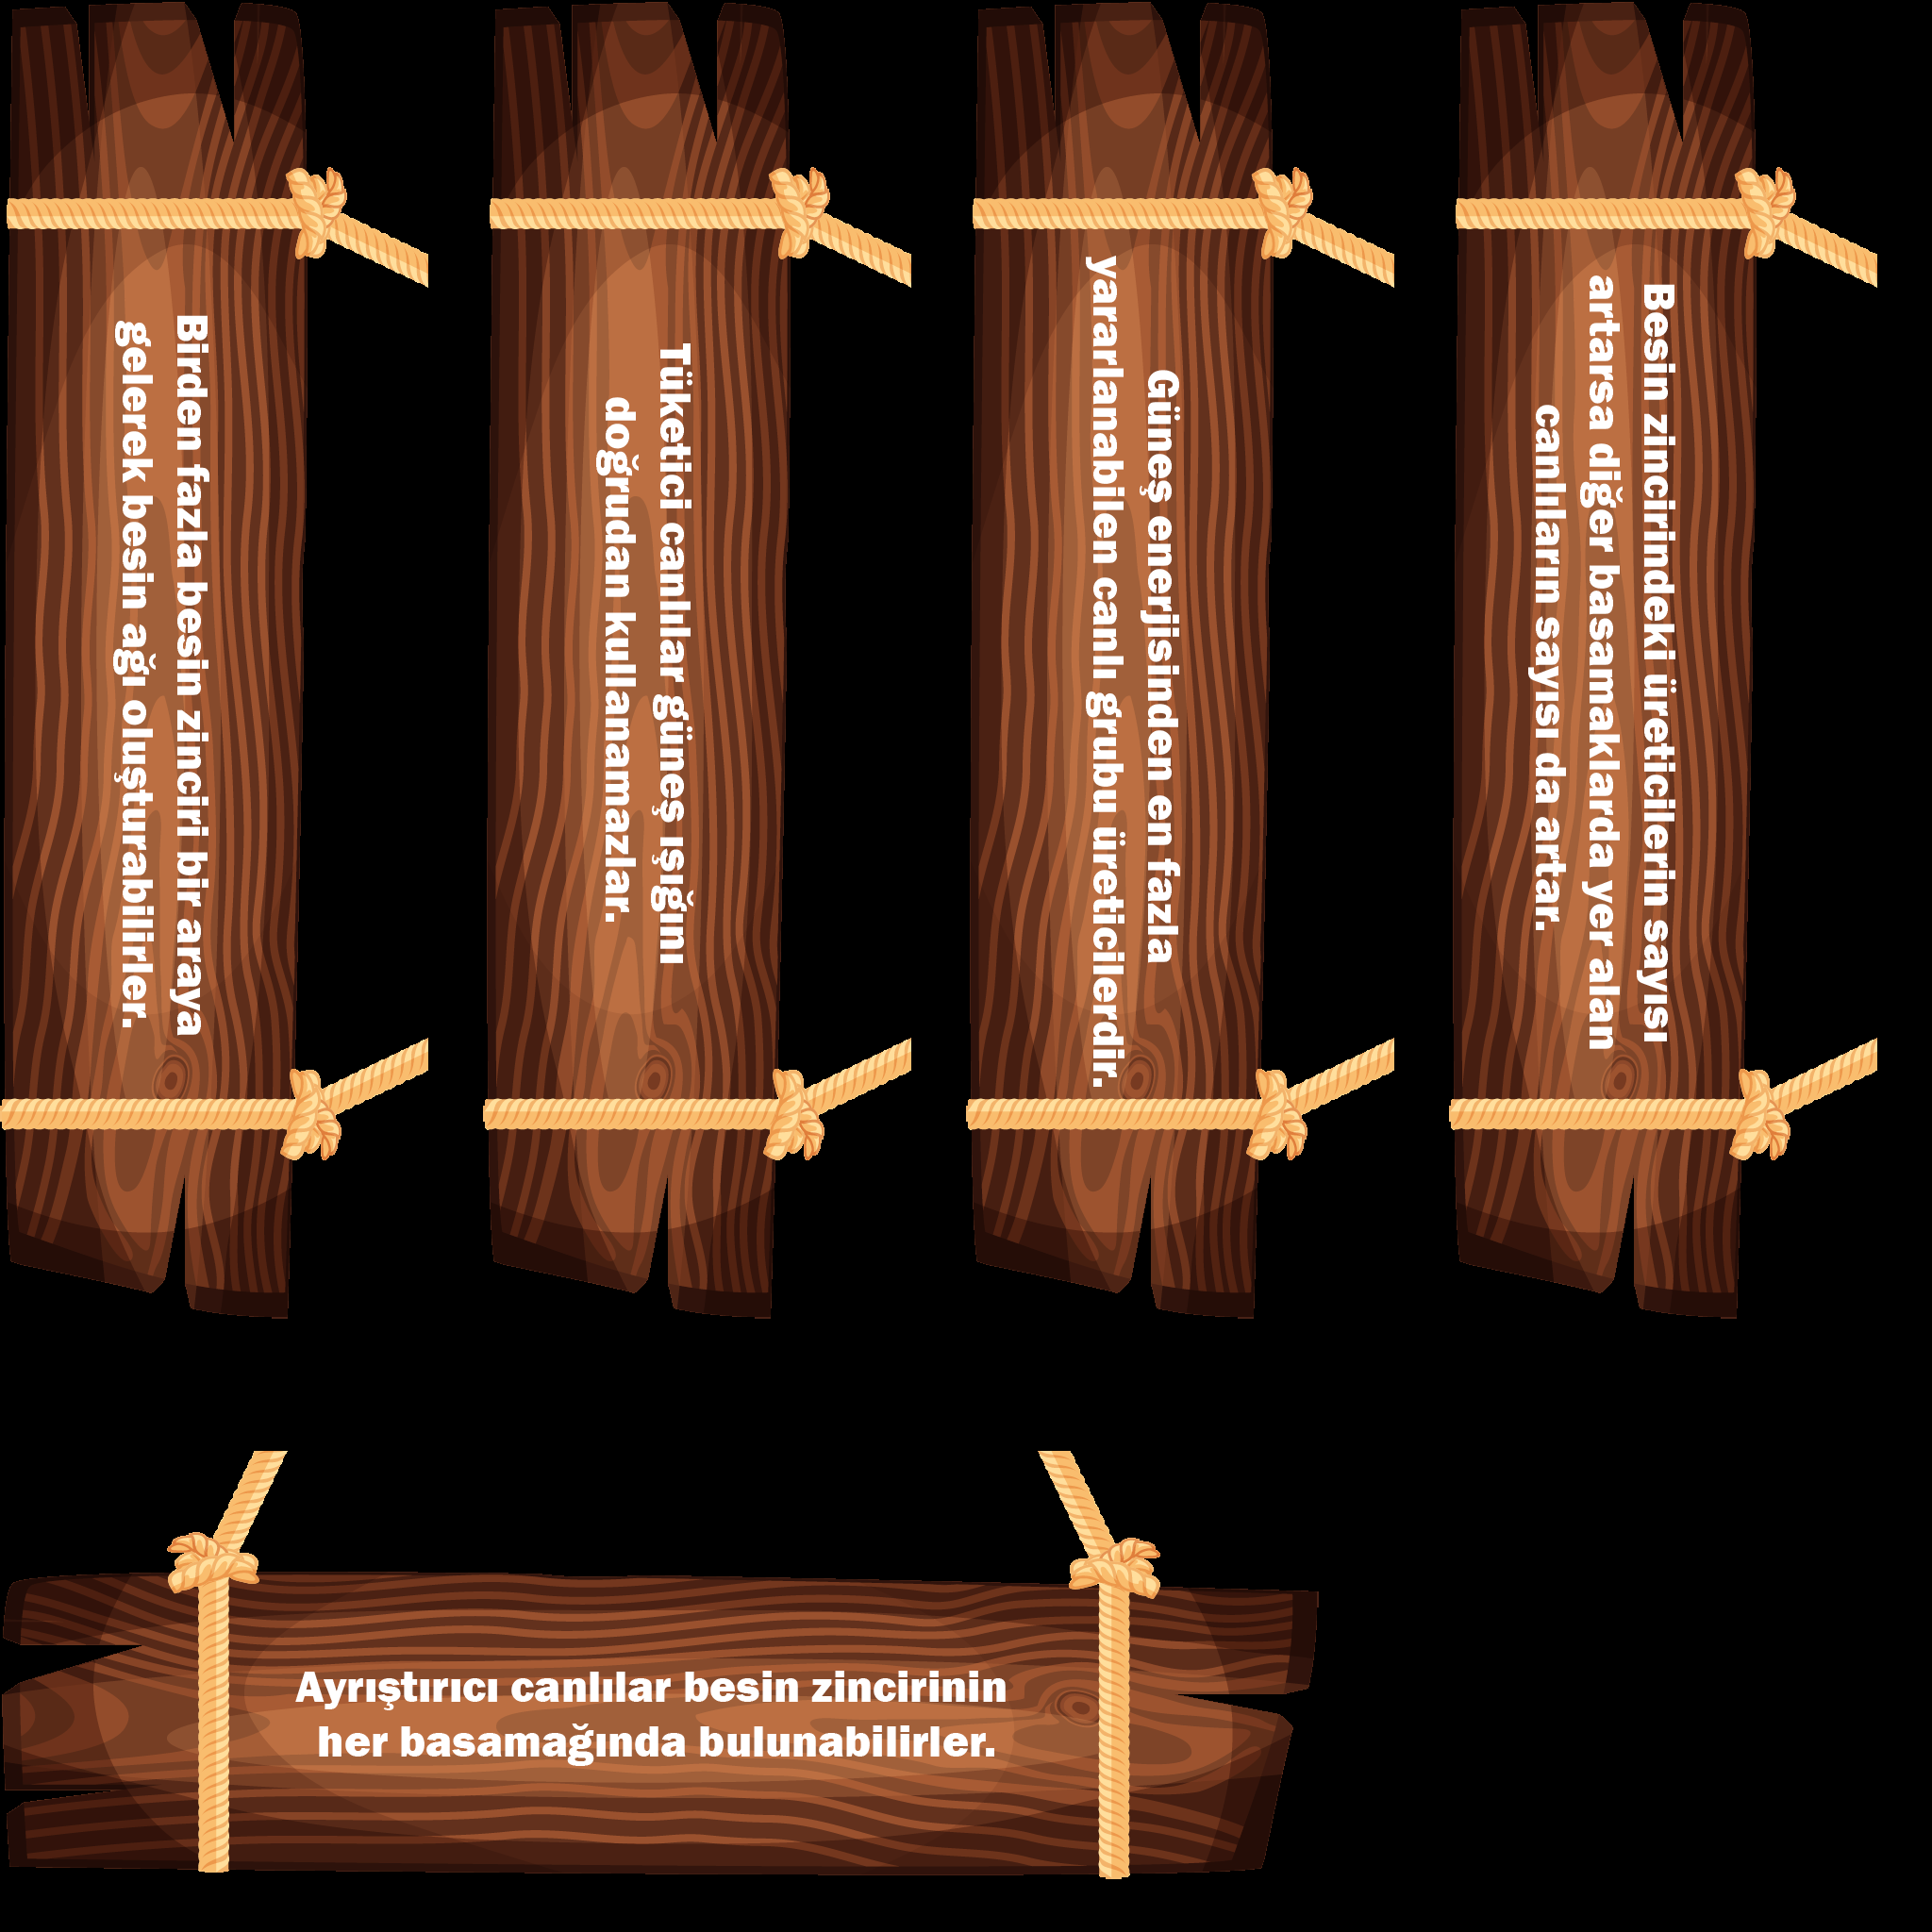 Birden fazla besin zinciri bir araya
gelerek besin ağı oluşturabilirler.
Tüketici canlılar güneş ışığını
doğrudan kullanamazlar.
Güneş enerjisinden en fazla
yararlanabilen canlı grubu üreticilerdir.
Besin zincirindeki üreticilerin sayısı
artarsa diğer basamaklarda yer alan
canlıların sayısı da artar.
Ayrıştırıcı canlılar besin zincirinin
her basamağında bulunabilirler.